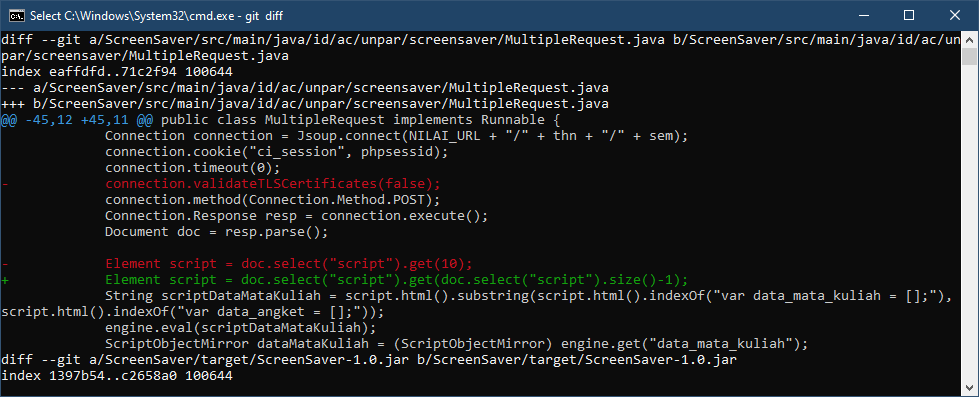 Select C:\Windows\System32\cmd.exe - git  diff
diff --git a/ScreenSaver/src/main/java/id/ac/unpar/screensaver/MultipleRequest.java b/ScreenSaver/src/main/java/id/ac/un
par/screensaver/MultipleRequest.java
index eaffdfd..71c2f94 100644
--- a/ScreenSaver/src/main/java/id/ac/unpar/screensaver/MultipleRequest.java
+++ b/ScreenSaver/src/main/java/id/ac/unpar/screensaver/MultipleRequest.java
@@ -45,12 +45,11 @@ public class MultipleRequest implements Runnable {
             Connection connection = Jsoup.connect(NILAI_URL + "/" + thn + "/" + sem);
             connection.cookie("ci_session", phpsessid);
             connection.timeout(0);
-            connection.validateTLSCertificates(false);
             connection.method(Connection.Method.POST);
             Connection.Response resp = connection.execute();
             Document doc = resp.parse();
-            Element script = doc.select("script").get(10);
+            Element script = doc.select("script").get(doc.select("script").size()-1);
             String scriptDataMataKuliah = script.html().substring(script.html().indexOf("var data_mata_kuliah = [];"),
script.html().indexOf("var data_angket = [];"));
             engine.eval(scriptDataMataKuliah);
             ScriptObjectMirror dataMataKuliah = (ScriptObjectMirror) engine.get("data_mata_kuliah");
diff --git a/ScreenSaver/target/ScreenSaver-1.0.jar b/ScreenSaver/target/ScreenSaver-1.0.jar
index 1397b54..c2658a0 100644